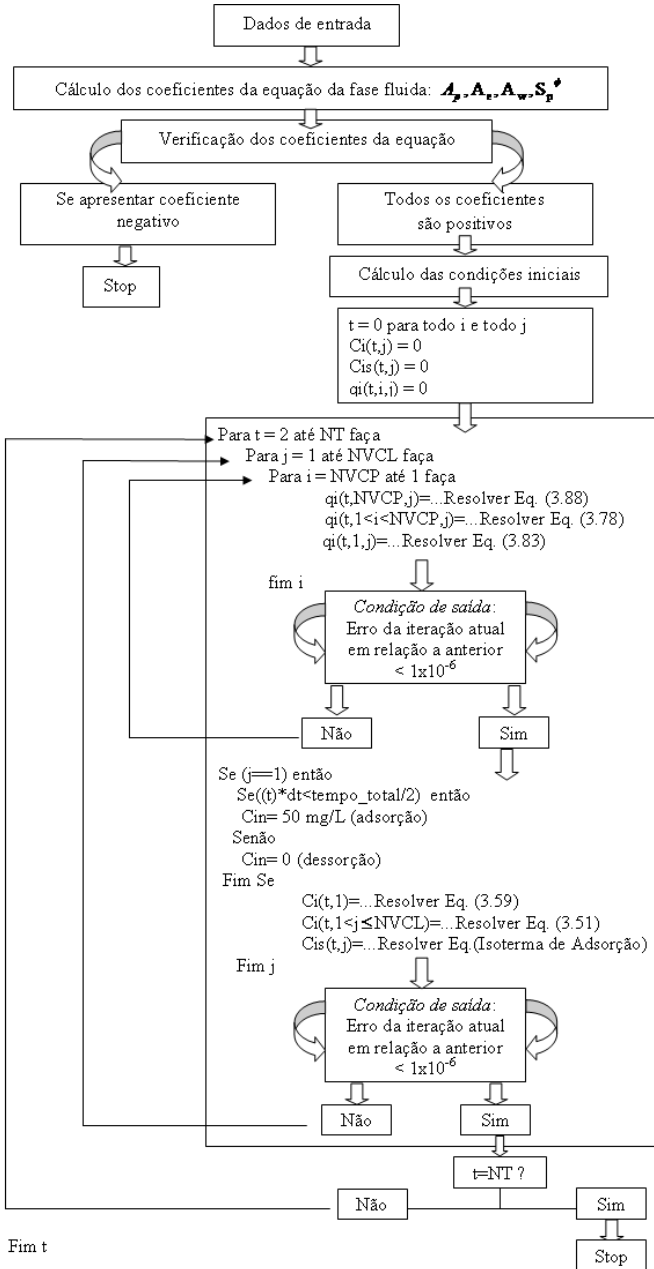 Dados de entrada
Cálculo dos coeficientes da equação da fase fluida: Aₚ, Aₑ, A_w, Sₚ^ϕ
Verificação dos coeficientes da equação
Se apresentar coeficiente
negativo
Stop
Todos os coeficientes
são positivos
Cálculo das condições iniciais
t = 0 para todo i e todo j
Ci(t,j) = 0
Cis(t,j) = 0
qi(t,i,j) = 0
Para t = 2 até NT faça
Para j = 1 até NVCL faça
Para i = NVCP até 1 faça
qi(t,NVCP,j)=...Resolver Eq. (3.88)
qi(t,1<i<NVCP,j)=...Resolver Eq. (3.78)
qi(t,1,j)=...Resolver Eq. (3.83)
fim i
Condição de saída:
Erro da iteração atual
em relação a anterior
< 1x10⁻⁶
Não
Sim
Se (j==1) então
Se((t)*dt<tempo_total/2) então
Cin= 50 mg/L (adsorção)
Senão
Cin= 0 (dessorção)
Fim Se
Ci(t,1)=...Resolver Eq. (3.59)
Ci(t,1<j≤NVCL)=...Resolver Eq. (3.51)
Cis(t,j)=...Resolver Eq.(Isoterma de Adsorção)
Fim j
Condição de saída:
Erro da iteração atual
em relação a anterior
< 1x10⁻⁶
Não
Sim
t=NT ?
Não
Sim
Fim t
Stop